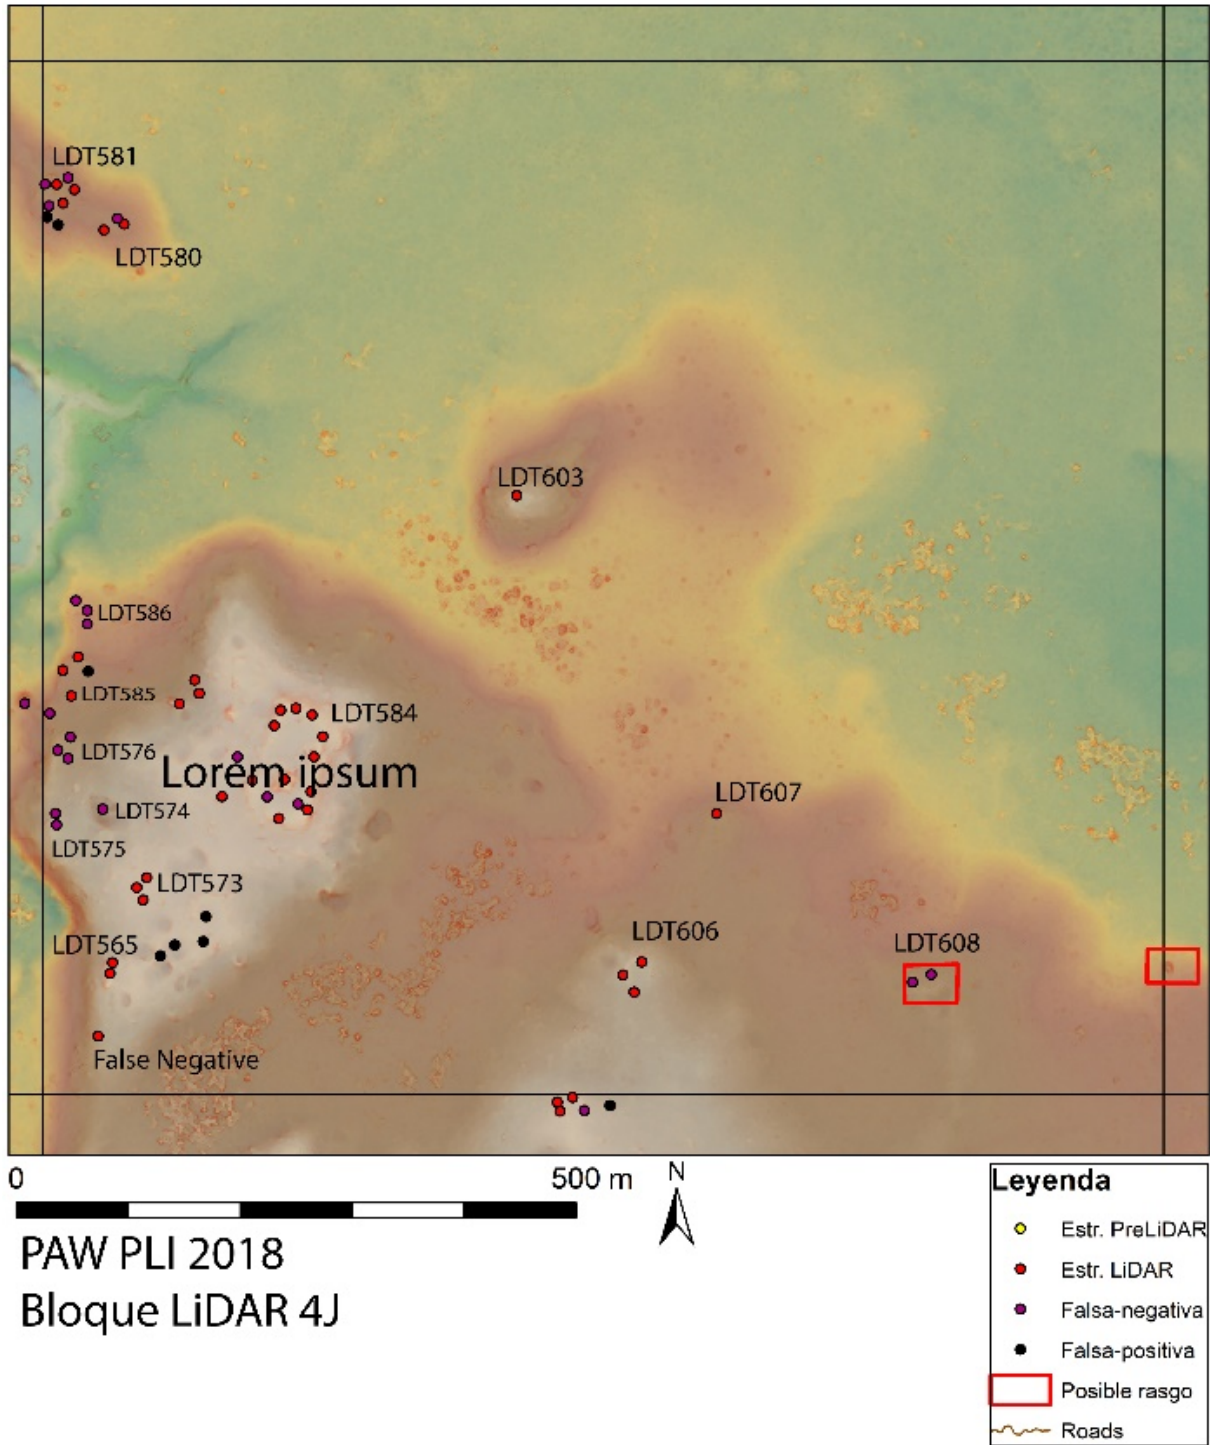 LDT581
LDT580
LDT603
LDT586
LDT585
LDT584
LDT576
Lorem ipsum
LDT574
LDT607
LDT575
LDT573
LDT565
LDT606
LDT608
False Negative
0
500 m
N
PAW PLI 2018
Bloque LiDAR 4J
Leyenda
Estr. PreLiDAR
Estr. LiDAR
Falsa-negativa
Falsa-positiva
Posible rasgo
Roads